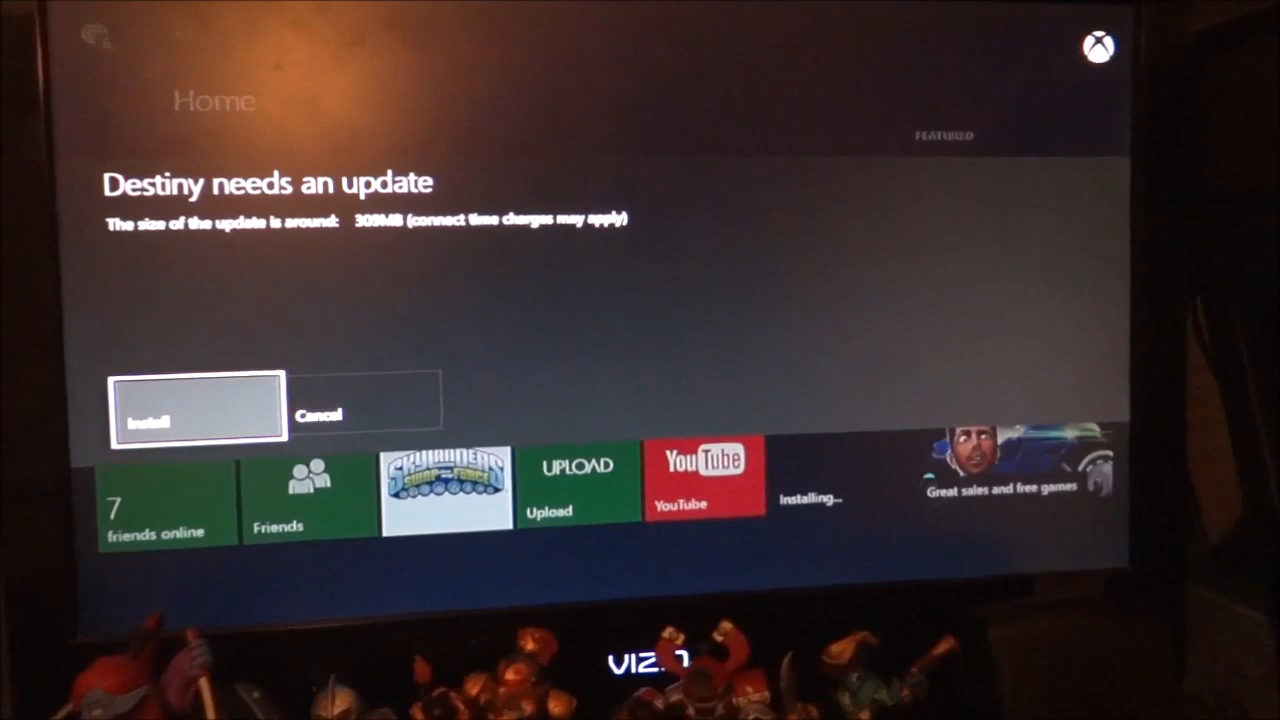 Home
FEATURED
Destiny needs an update
The size of the update is around: 309MB (connect time charges may apply)
Install
Cancel
7
friends online
Friends
SKYLANDERS
SWAP FORCE
UPLOAD
Upload
YouTube
YouTube
Installing...
Great sales and free games
VIZIO